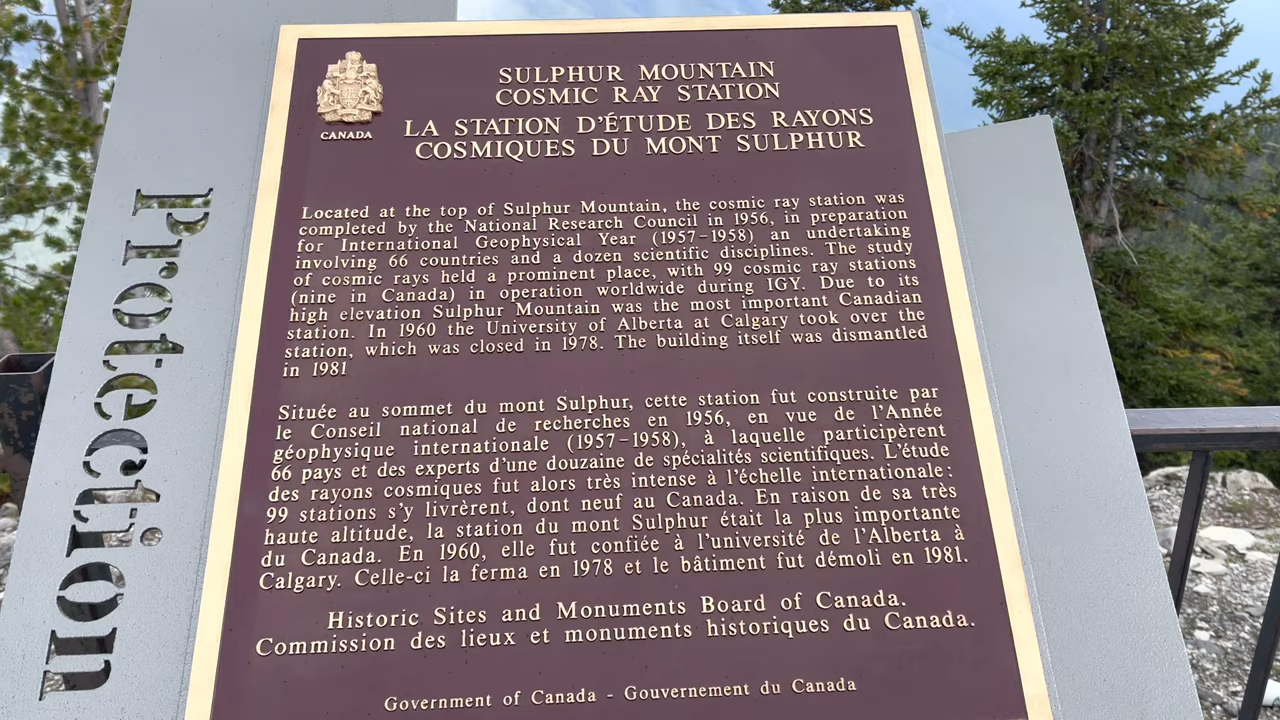 Protection
CANADA
SULPHUR MOUNTAIN
COSMIC RAY STATION
LA STATION D'ÉTUDE DES RAYONS
COSMIQUES DU MONT SULPHUR
Located at the top of Sulphur Mountain, the cosmic ray station was
completed by the National Research Council in 1956, in preparation
for International Geophysical Year (1957-1958) an undertaking
involving 66 countries and a dozen scientific disciplines. The study
of cosmic rays held a prominent place, with 99 cosmic ray stations
(nine in Canada) in operation worldwide during IGY. Due to its
high elevation Sulphur Mountain was the most important Canadian
station. In 1960 the University of Alberta at Calgary took over the
station, which was closed in 1978. The building itself was dismantled
in 1981
Située au sommet du mont Sulphur, cette station fut construite par
le Conseil national de recherches en 1956, en vue de l'Année
géophysique internationale (1957-1958), à laquelle participèrent
66 pays et des experts d'une douzaine de spécialités scientifiques. L'étude
des rayons cosmiques fut alors très intense à l'échelle internationale:
99 stations s'y livrèrent, dont neuf au Canada. En raison de sa très
haute altitude, la station du mont Sulphur était la plus importante
du Canada. En 1960, elle fut confiée à l'université de l'Alberta à
Calgary. Celle-ci la ferma en 1978 et le bâtiment fut démoli en 1981.
Historic Sites and Monuments Board of Canada.
Commission des lieux et monuments historiques du Canada.
Government of Canada - Gouvernement du Canada